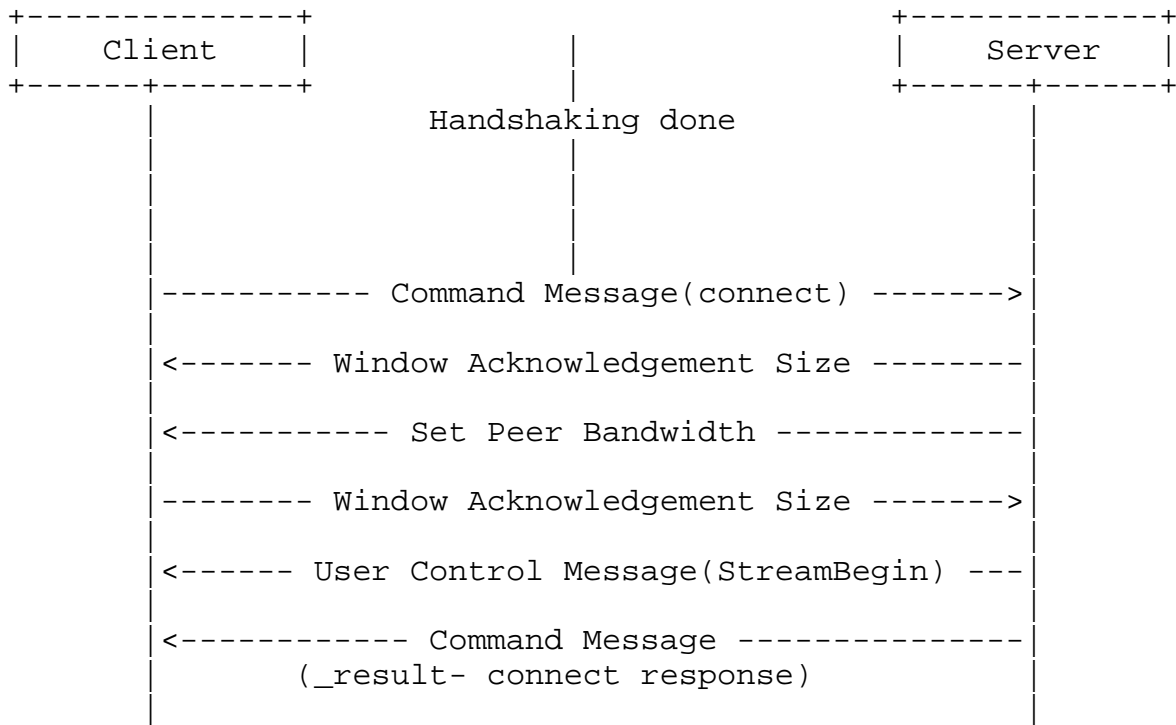 Client Server
Handshaking done
----------- Command Message(connect) ------->
<------- Window Acknowledgement Size --------
<----------- Set Peer Bandwidth -------------
-------- Window Acknowledgement Size ------->
<------ User Control Message(StreamBegin) ---
<------------ Command Message ---------------
(_result- connect response)